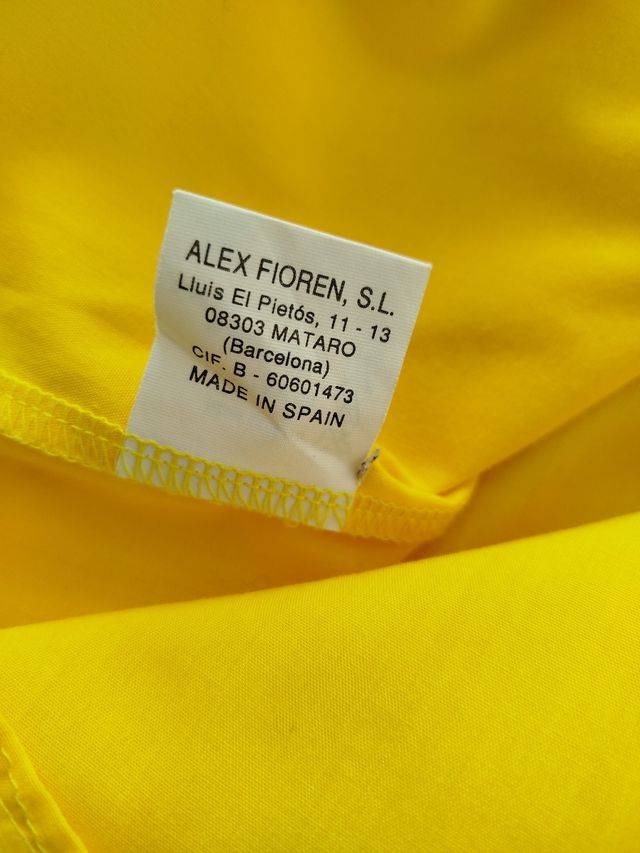 ALEX FIOREN, S.L.
Lluis El Pietós, 11 - 13
08303 MATARO
(Barcelona)
CIF. B - 60601473
MADE IN SPAIN